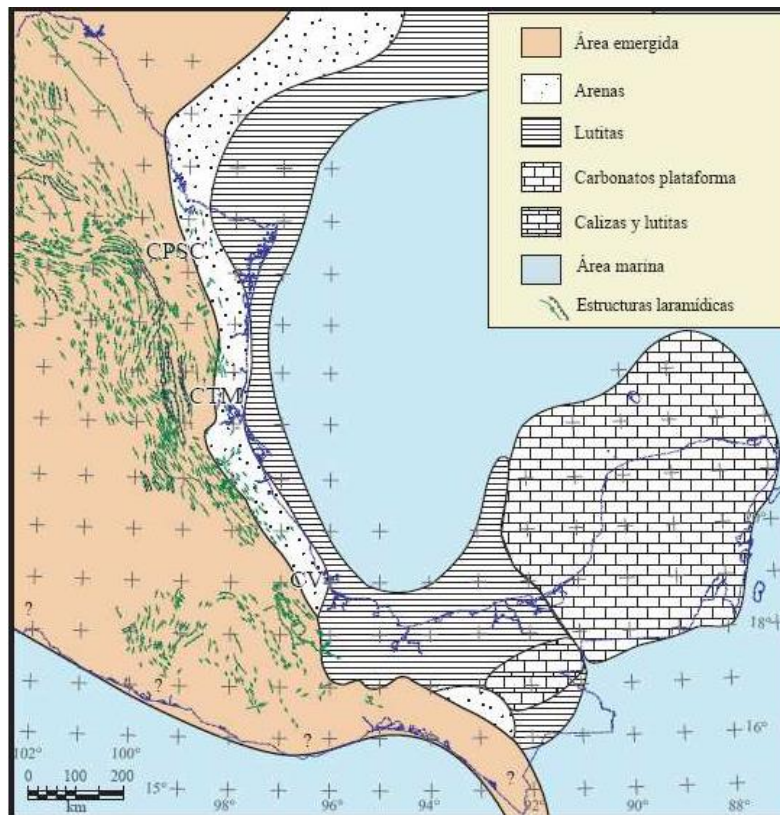 Área emergida
Arenas
Lutitas
Carbonatos plataforma
Calizas y lutitas
Área marina
Estructuras laramídicas
CPSC
CTM
CV
20°
18°
?
?
?
?
16°
102°
100°
15°
98°
96°
94°
92°
90°
88°
0 100 200
km